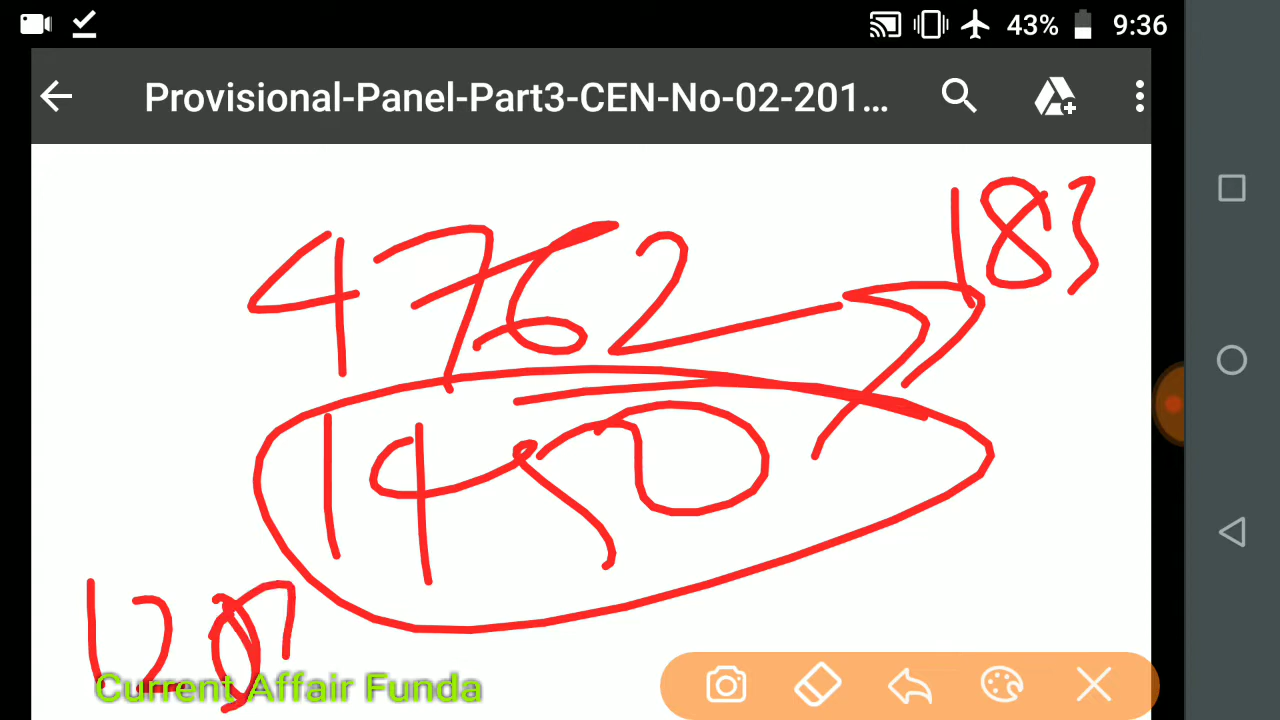 43% 9:36
Provisional-Panel-Part3-CEN-No-02-201...
183
4762
1450
Current Affair Funda